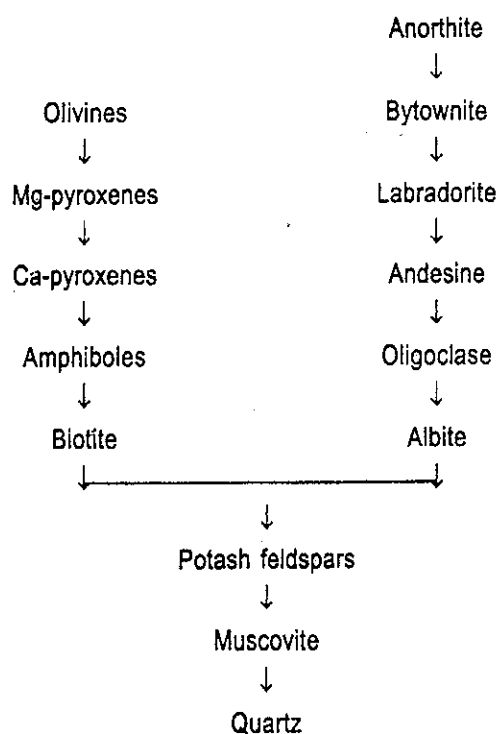 Anorthite
Olivines
Bytownite
Mg-pyroxenes
Labradorite
Ca-pyroxenes
Andesine
Amphiboles
Oligoclase
Biotite
Albite
Potash feldspars
Muscovite
Quartz